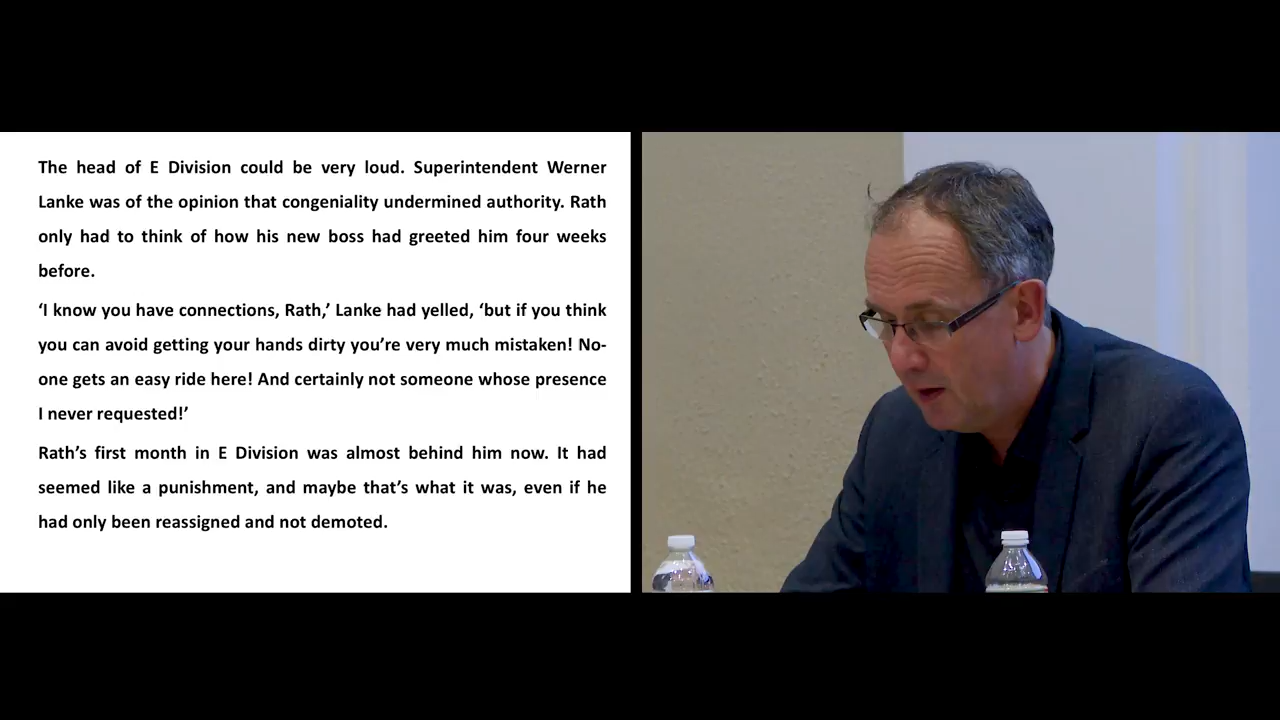 The head of E Division could be very loud. Superintendent Werner
Lanke was of the opinion that congeniality undermined authority. Rath
only had to think of how his new boss had greeted him four weeks
before.
‘I know you have connections, Rath,’ Lanke had yelled, ‘but if you think
you can avoid getting your hands dirty you’re very much mistaken! No-
one gets an easy ride here! And certainly not someone whose presence
I never requested!’
Rath’s first month in E Division was almost behind him now. It had
seemed like a punishment, and maybe that’s what it was, even if he
had only been reassigned and not demoted.